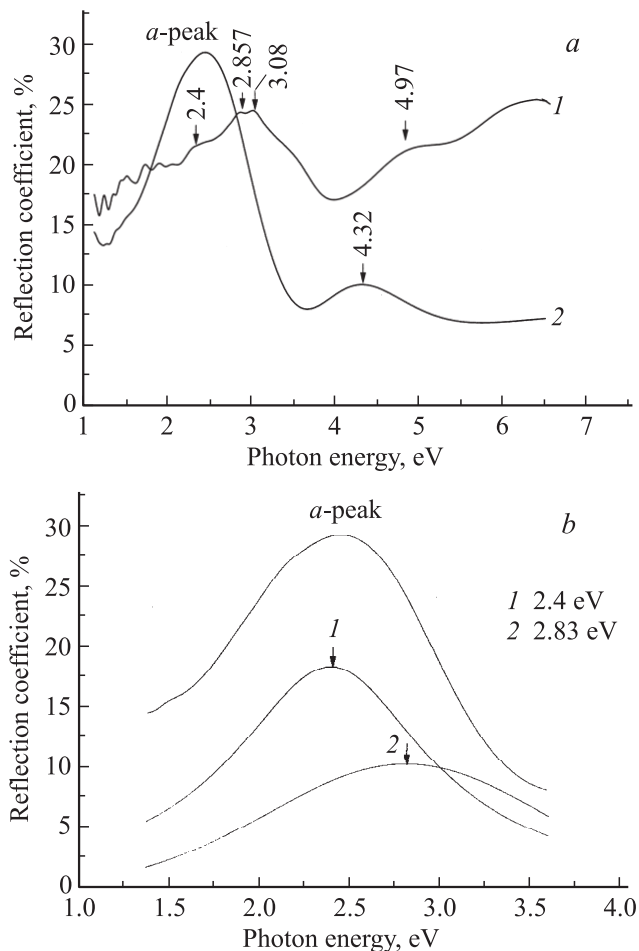 a-peak
2.4
2.857
3.08
4.97
4.32
a
1
2
Reflection coefficient, %
30
25
20
15
10
5
0
1 2 3 4 5 6 7
Photon energy, eV
a-peak
b
1 2.4 eV
2 2.83 eV
1
2
Reflection coefficient, %
30
25
20
15
10
5
0
1.0 1.5 2.0 2.5 3.0 3.5 4.0
Photon energy, eV